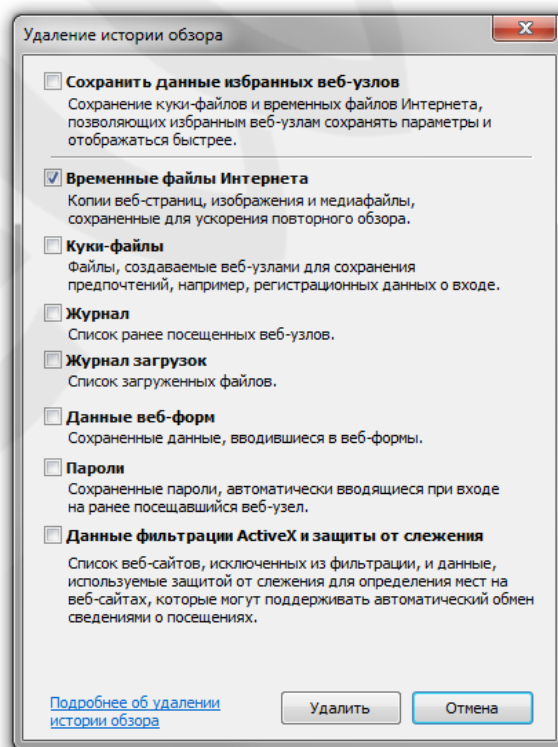 Удаление истории обзора
Сохранить данные избранных веб-узлов
Сохранение куки-файлов и временных файлов Интернета,
позволяющих избранным веб-узлам сохранять параметры и
отображаться быстрее.
Временные файлы Интернета
Копии веб-страниц, изображения и медиафайлы,
сохраненные для ускорения повторного обзора.
Куки-файлы
Файлы, создаваемые веб-узлами для сохранения
предпочтений, например, регистрационных данных о входе.
Журнал
Список ранее посещенных веб-узлов.
Журнал загрузок
Список загруженных файлов.
Данные веб-форм
Сохраненные данные, вводившиеся в веб-формы.
Пароли
Сохраненные пароли, автоматически вводящиеся при входе
на ранее посещавшийся веб-узел.
Данные фильтрации ActiveX и защиты от слежения
Список веб-сайтов, исключенных из фильтрации, и данные,
используемые защитой от слежения для определения мест на
веб-сайтах, которые могут поддерживать автоматический обмен
сведениями о посещениях.
Подробнее об удалении
истории обзора
Удалить
Отмена